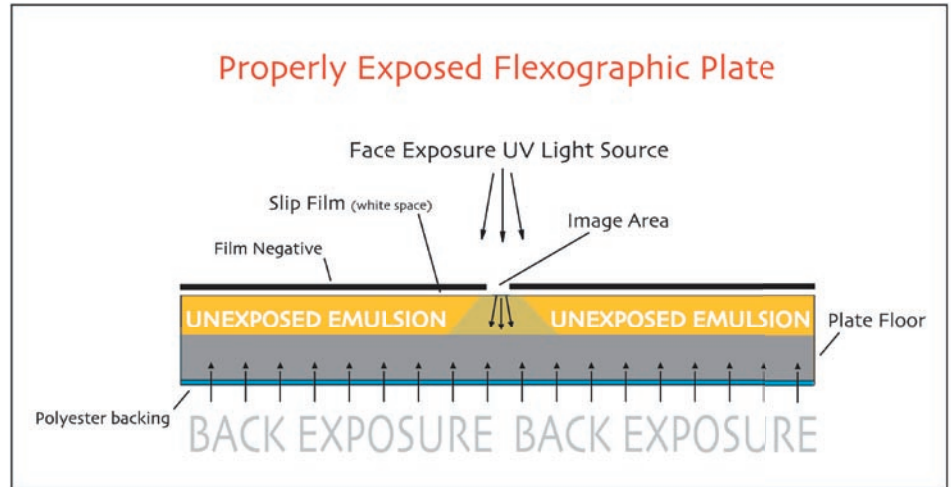 Properly Exposed Flexographic Plate
Face Exposure UV Light Source
Slip Film (white space)
Image Area
Film Negative
UNEXPOSED EMULSION
UNEXPOSED EMULSION
Plate Floor
Polyester backing
BACK EXPOSURE
BACK EXPOSURE